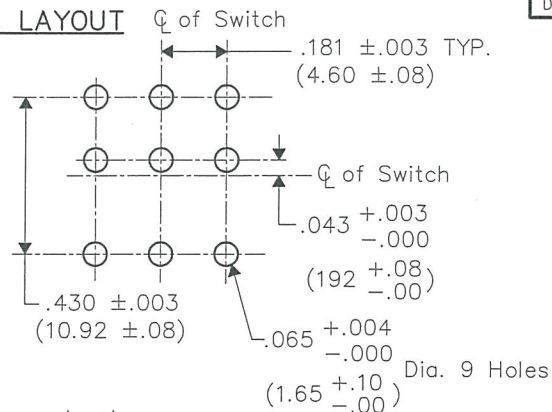 LAYOUT
℄ of Switch
.181 ±.003 TYP.
(4.60 ±.08)
℄ of Switch
.043 +.003
-.000
(192 +.08
-.00)
.430 ±.003
(10.92 ±.08)
.065 +.004
-.000
Dia. 9 Holes
(1.65 +.10
-.00)